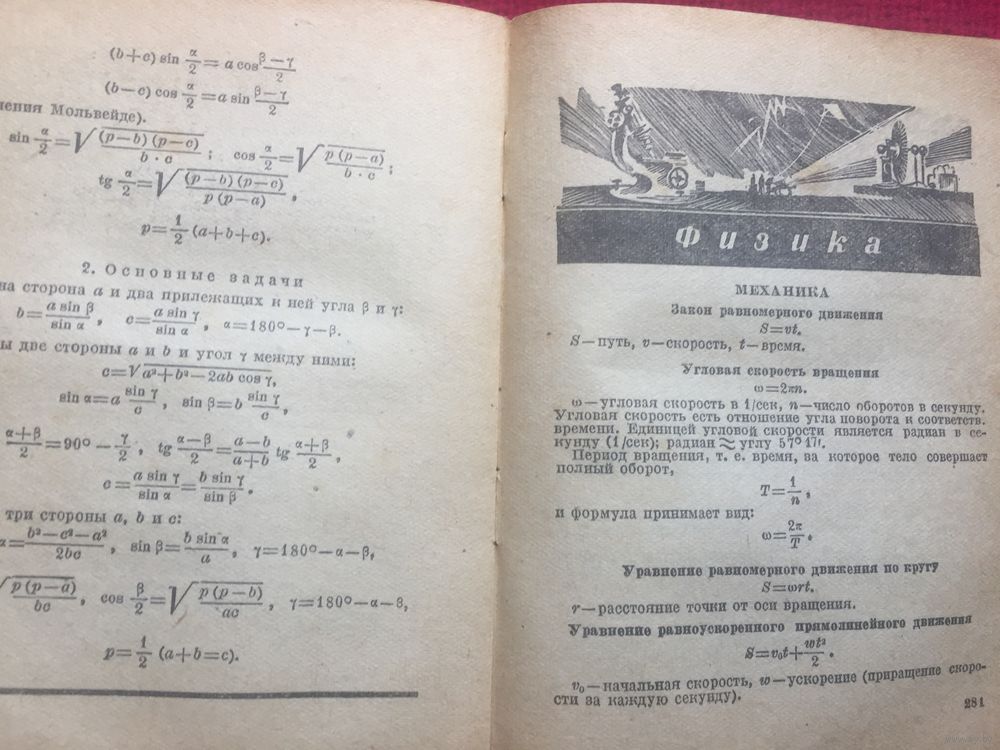 (b+c) sin α/2 = a cos β−γ/2
(b−c) cos α/2 = a sin β−γ/2
Мольвейде).
sin α/2 = √(p−b)(p−c)/b·c; cos α/2 = √p(p−a)/b·c;
tg α/2 = √(p−b)(p−c)/p(p−a),
p = 1/2 (a+b+c).
2. Основные задачи
сторона a и два прилежащих к ней угла β и γ:
b = a sin β/sin α, c = a sin γ/sin α, α=180°−γ−β.
две стороны a и b и угол γ между ними:
c=√a²+b²−2ab cos γ,
sin α = a sin γ/c, sin β = b sin γ/c,
α+β/2 = 90° − γ/2, tg α−β/2 = a−b/a+b tg α+β/2,
c = a sin γ/sin α = b sin γ/sin β.
три стороны a, b и c:
α = b²−c²−a²/2bc, sin β = b sin α/a, γ=180°−α−β,
√p(p−a)/bc, cos β/2 = √p(p−b)/ac, γ=180°−α−β,
p = 1/2 (a+b=c).
Физика
МЕХАНИКА
Закон равномерного движения
S=vt.
S—путь, v—скорость, t—время.
Угловая скорость вращения
ω=2πn.
ω—угловая скорость в 1/сек, n—число оборотов в секунду.
Угловая скорость есть отношение угла поворота к соответств.
времени. Единицей угловой скорости является радиан в се-
кунду (1/сек); радиан ≈ углу 57°17′.
Период вращения, т. е. время, за которое тело совершает
полный оборот,
T = 1/n,
и формула принимает вид:
ω = 2π/T.
Уравнение равномерного движения по кругу
S=ωrt.
r—расстояние точки от оси вращения.
Уравнение равноускоренного прямолинейного движения
S=v₀t+wt²/2.
v₀—начальная скорость, w—ускорение (приращение скоро-
сти за каждую секунду).
281